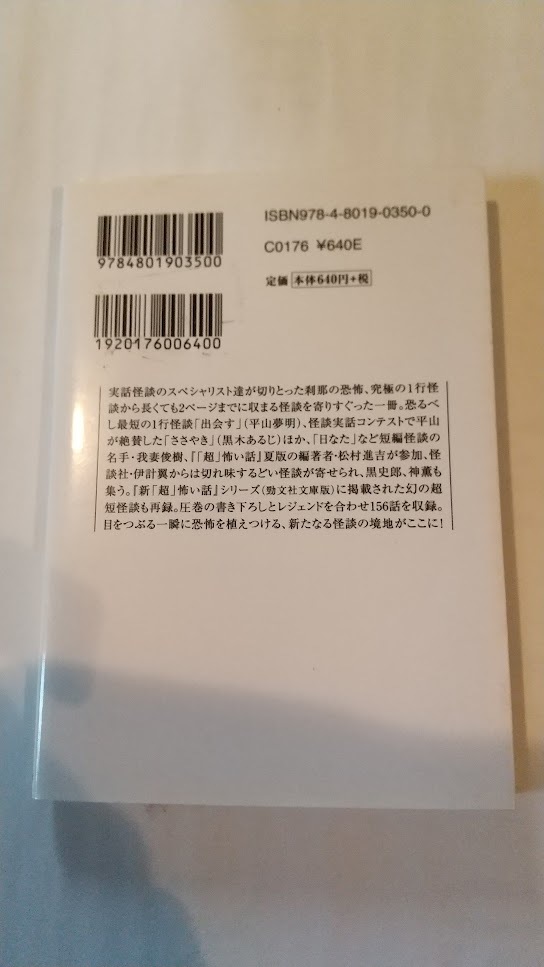 ISBN978-4-8019-0350-0
C0176 ¥640E
定価 本体640円+税
9784801903500
1920176006400
実話怪談のスペシャリスト達が切りとった刹那の恐怖、究極の1行怪
談から長くても2ページまでに収まる怪談を寄りすぐった一冊。恐るべ
し最短の1行怪談「出会す」(平山夢明)、怪談実話コンテストで平山
が絶賛した「ささやき」(黒木あるじ)ほか、「日なた」など短編怪談の
名手・我妻俊樹、『「超」怖い話』夏版の編著者・松村進吉が参加、怪
談社・伊計翼からは切れ味するどい怪談が寄せられ、黒史郎、神薫も
集う。『新「超」怖い話』シリーズ(勁文社文庫版)に掲載された幻の超
短怪談も再録。圧巻の書き下ろしとレジェンドを合わせ156話を収録。
目をつぶる一瞬に恐怖を植えつける、新たなる怪談の境地がここに!